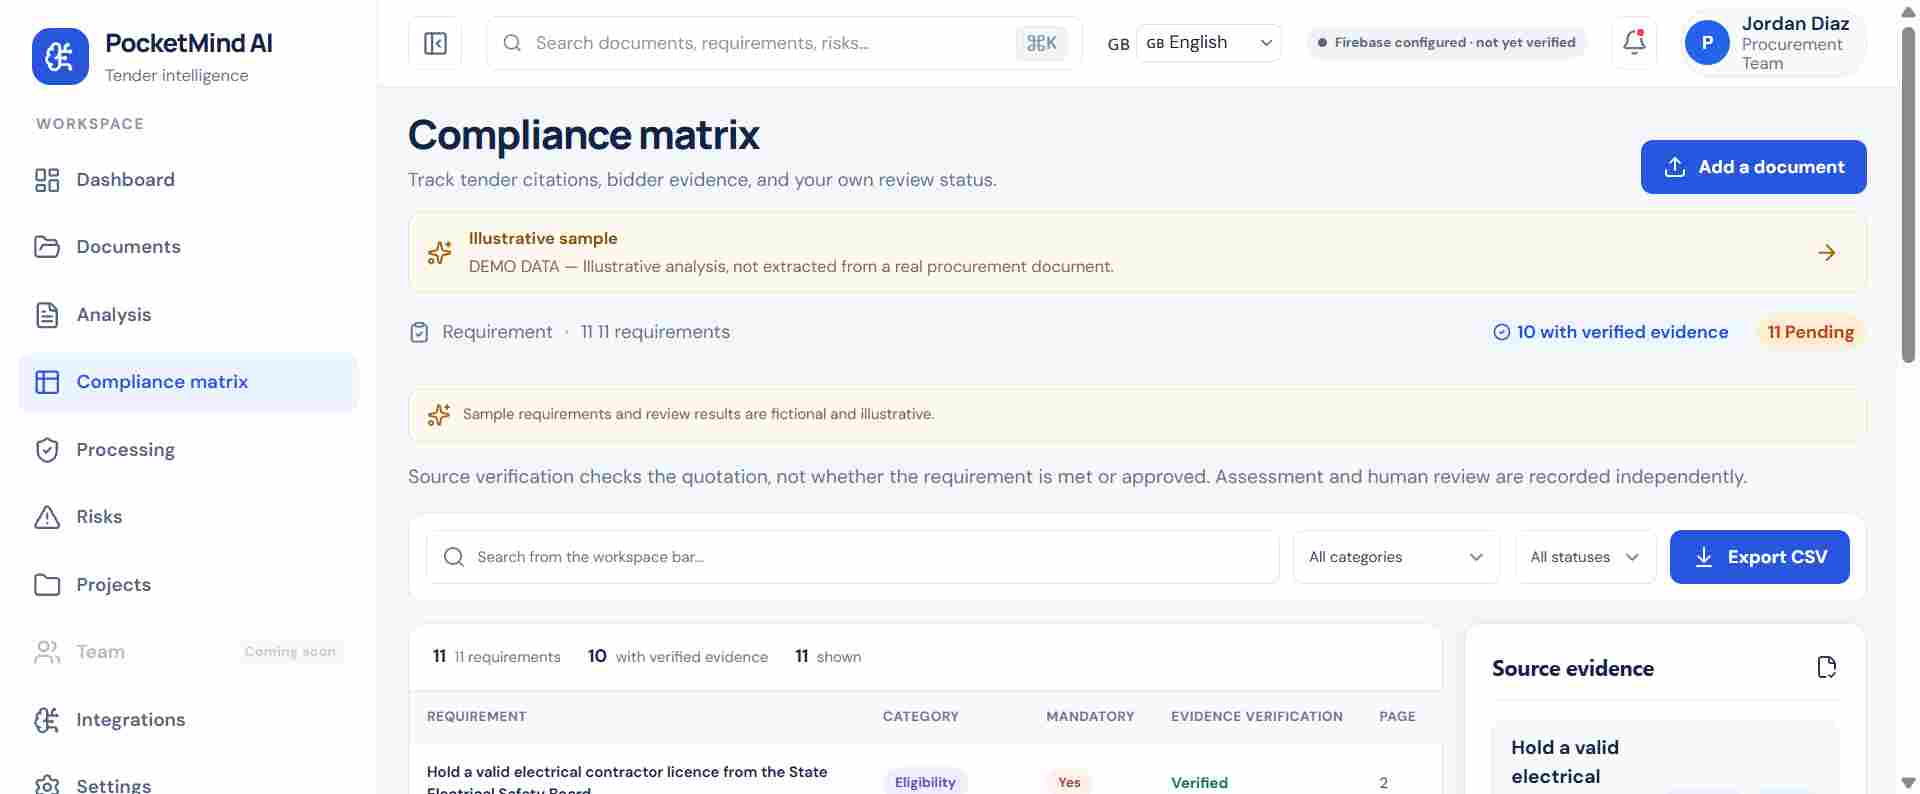 PocketMind AI
Tender intelligence
WORKSPACE
Dashboard
Documents
Analysis
Compliance matrix
Processing
Risks
Projects
Team
Coming soon
Integrations
Settings
Search documents, requirements, risks...
⌘K
GB
GB English
Firebase configured · not yet verified
P
Jordan Diaz
Procurement
Team
Compliance matrix
Track tender citations, bidder evidence, and your own review status.
Add a document
Illustrative sample
DEMO DATA — Illustrative analysis, not extracted from a real procurement document.
Requirement · 11 11 requirements
10 with verified evidence
11 Pending
Sample requirements and review results are fictional and illustrative.
Source verification checks the quotation, not whether the requirement is met or approved. Assessment and human review are recorded independently.
Search from the workspace bar...
All categories
All statuses
Export CSV
11 11 requirements 10 with verified evidence 11 shown
REQUIREMENT CATEGORY MANDATORY EVIDENCE VERIFICATION PAGE
Hold a valid electrical contractor licence from the State
Electrical Safety Board
Eligibility
Yes
Verified
2
Source evidence
Hold a valid
electrical